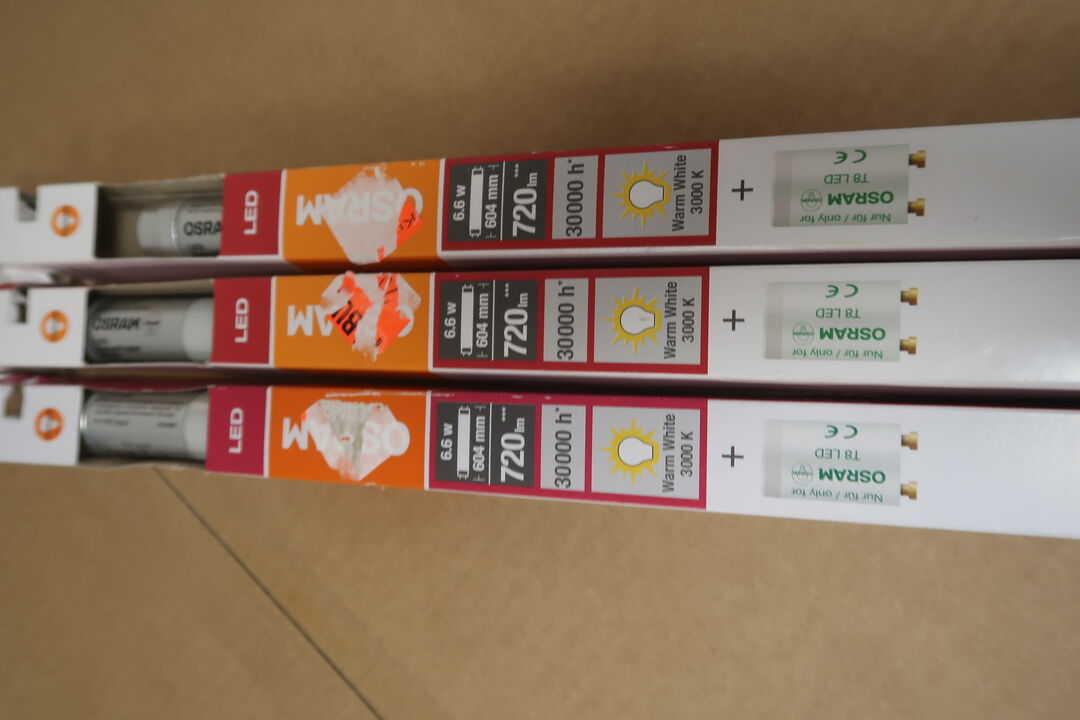 OSRA
LED
OSRAM
6.6 W
604 mm
720 lm
***
30000 h*
Warm White
3000 K
+
Nur für / only for
OSRAM
T8 LED
CE
OSRAM
LED
AM
BU
6.6 W
604 mm
720 lm
***
30000 h*
Warm White
3000 K
+
Nur für / only for
OSRAM
T8 LED
CE
LED
OSRAM
6.6 W
604 mm
720 lm
***
30000 h*
Warm White
3000 K
+
Nur für / only for
OSRAM
T8 LED
CE